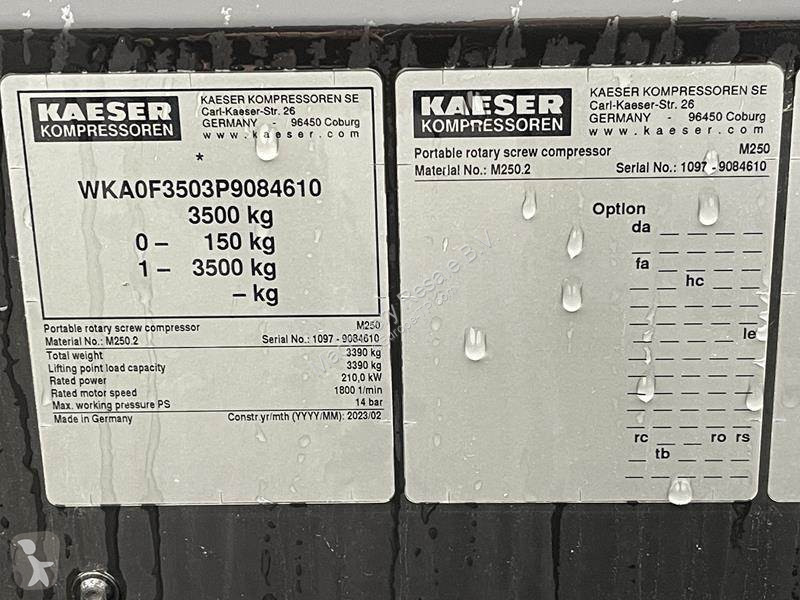 KAESER
KOMPRESSOREN
KAESER KOMPRESSOREN SE
Carl-Kaeser-Str. 26
GERMANY - 96450 Coburg
www.kaeser.com
*
WKA0F3503P9084610
3500 kg
0 – 150 kg
1 – 3500 kg
– kg
Portable rotary screw compressor M250
Material No.: M250.2 Serial No.: 1097 - 9084610
Total weight 3390 kg
Lifting point load capacity 3390 kg
Rated power 210,0 kW
Rated motor speed 1800 1/min
Max. working pressure PS 14 bar
Made in Germany Constr.yr/mth (YYYY/MM): 2023/02
KAESER
KOMPRESSOREN
KAESER KOMPRESSOREN SE
Carl-Kaeser-Str. 26
GERMANY - 96450 Coburg
www.kaeser.com
Portable rotary screw compressor M250
Material No.: M250.2 Serial No.: 1097 - 9084610
Option
da
fa
hc
le
rc ro rs
tb